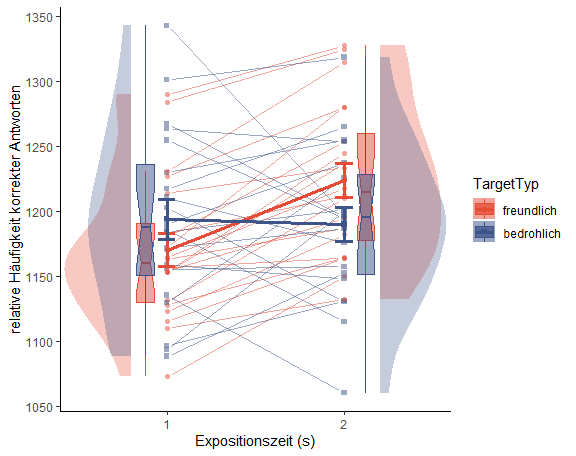 1350
1300
1250
1200
1150
1100
1050
relative Häufigkeit korrekter Antworten
1
2
Expositionszeit (s)
TargetTyp
freundlich
bedrohlich